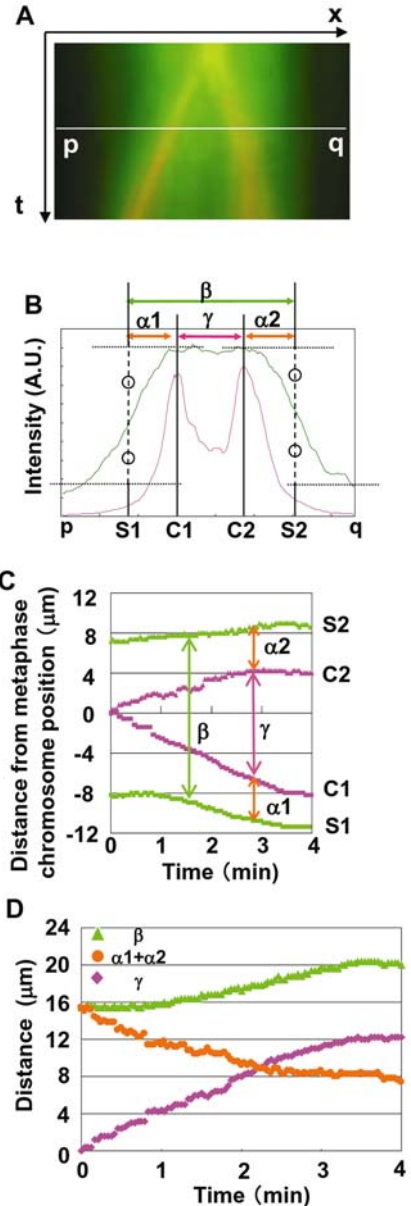 A
x
p
q
t
B
β
α1 γ α2
Intensity (A.U.)
p S1 C1 C2 S2 q
C
Distance from metaphase
chromosome position (μm)
12
8
4
0
-4
-8
-12
S2
α2
C2
β
γ
C1
α1
S1
0 1 2 3 4
Time (min)
D
Distance (μm)
24
20
16
12
8
4
0
β
α1+α2
γ
0 1 2 3 4
Time (min)